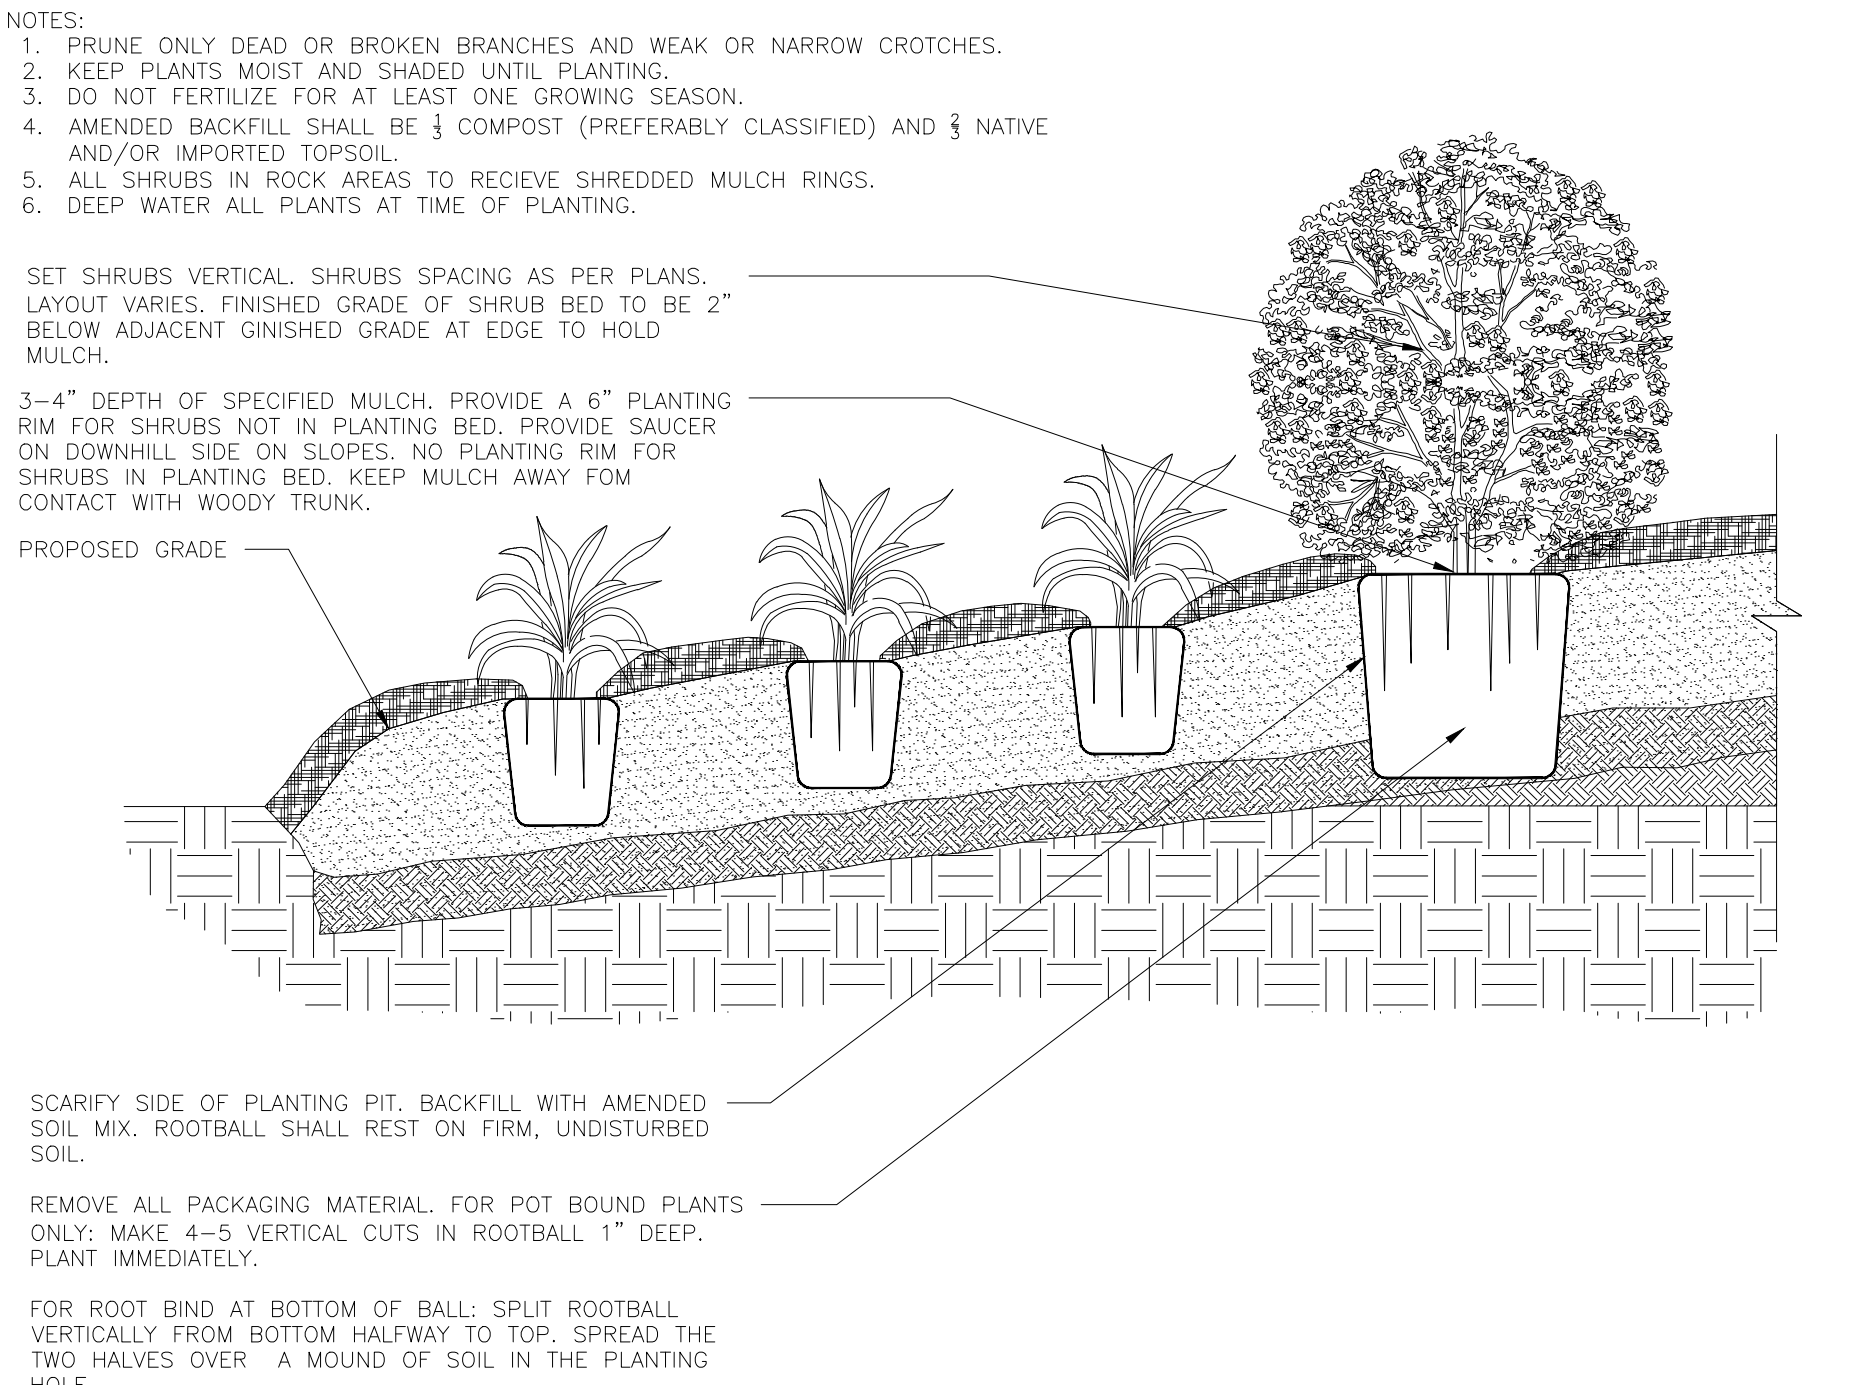 NOTES:
1. PRUNE ONLY DEAD OR BROKEN BRANCHES AND WEAK OR NARROW CROTCHES.
2. KEEP PLANTS MOIST AND SHADED UNTIL PLANTING.
3. DO NOT FERTILIZE FOR AT LEAST ONE GROWING SEASON.
4. AMENDED BACKFILL SHALL BE 1/3 COMPOST (PREFERABLY CLASSIFIED) AND 2/3 NATIVE
AND/OR IMPORTED TOPSOIL.
5. ALL SHRUBS IN ROCK AREAS TO RECIEVE SHREDDED MULCH RINGS.
6. DEEP WATER ALL PLANTS AT TIME OF PLANTING.
SET SHRUBS VERTICAL. SHRUBS SPACING AS PER PLANS.
LAYOUT VARIES. FINISHED GRADE OF SHRUB BED TO BE 2"
BELOW ADJACENT GINISHED GRADE AT EDGE TO HOLD
MULCH.
3-4" DEPTH OF SPECIFIED MULCH. PROVIDE A 6" PLANTING
RIM FOR SHRUBS NOT IN PLANTING BED. PROVIDE SAUCER
ON DOWNHILL SIDE ON SLOPES. NO PLANTING RIM FOR
SHRUBS IN PLANTING BED. KEEP MULCH AWAY FOM
CONTACT WITH WOODY TRUNK.
PROPOSED GRADE
SCARIFY SIDE OF PLANTING PIT. BACKFILL WITH AMENDED
SOIL MIX. ROOTBALL SHALL REST ON FIRM, UNDISTURBED
SOIL.
REMOVE ALL PACKAGING MATERIAL. FOR POT BOUND PLANTS
ONLY: MAKE 4-5 VERTICAL CUTS IN ROOTBALL 1" DEEP.
PLANT IMMEDIATELY.
FOR ROOT BIND AT BOTTOM OF BALL: SPLIT ROOTBALL
VERTICALLY FROM BOTTOM HALFWAY TO TOP. SPREAD THE
TWO HALVES OVER A MOUND OF SOIL IN THE PLANTING